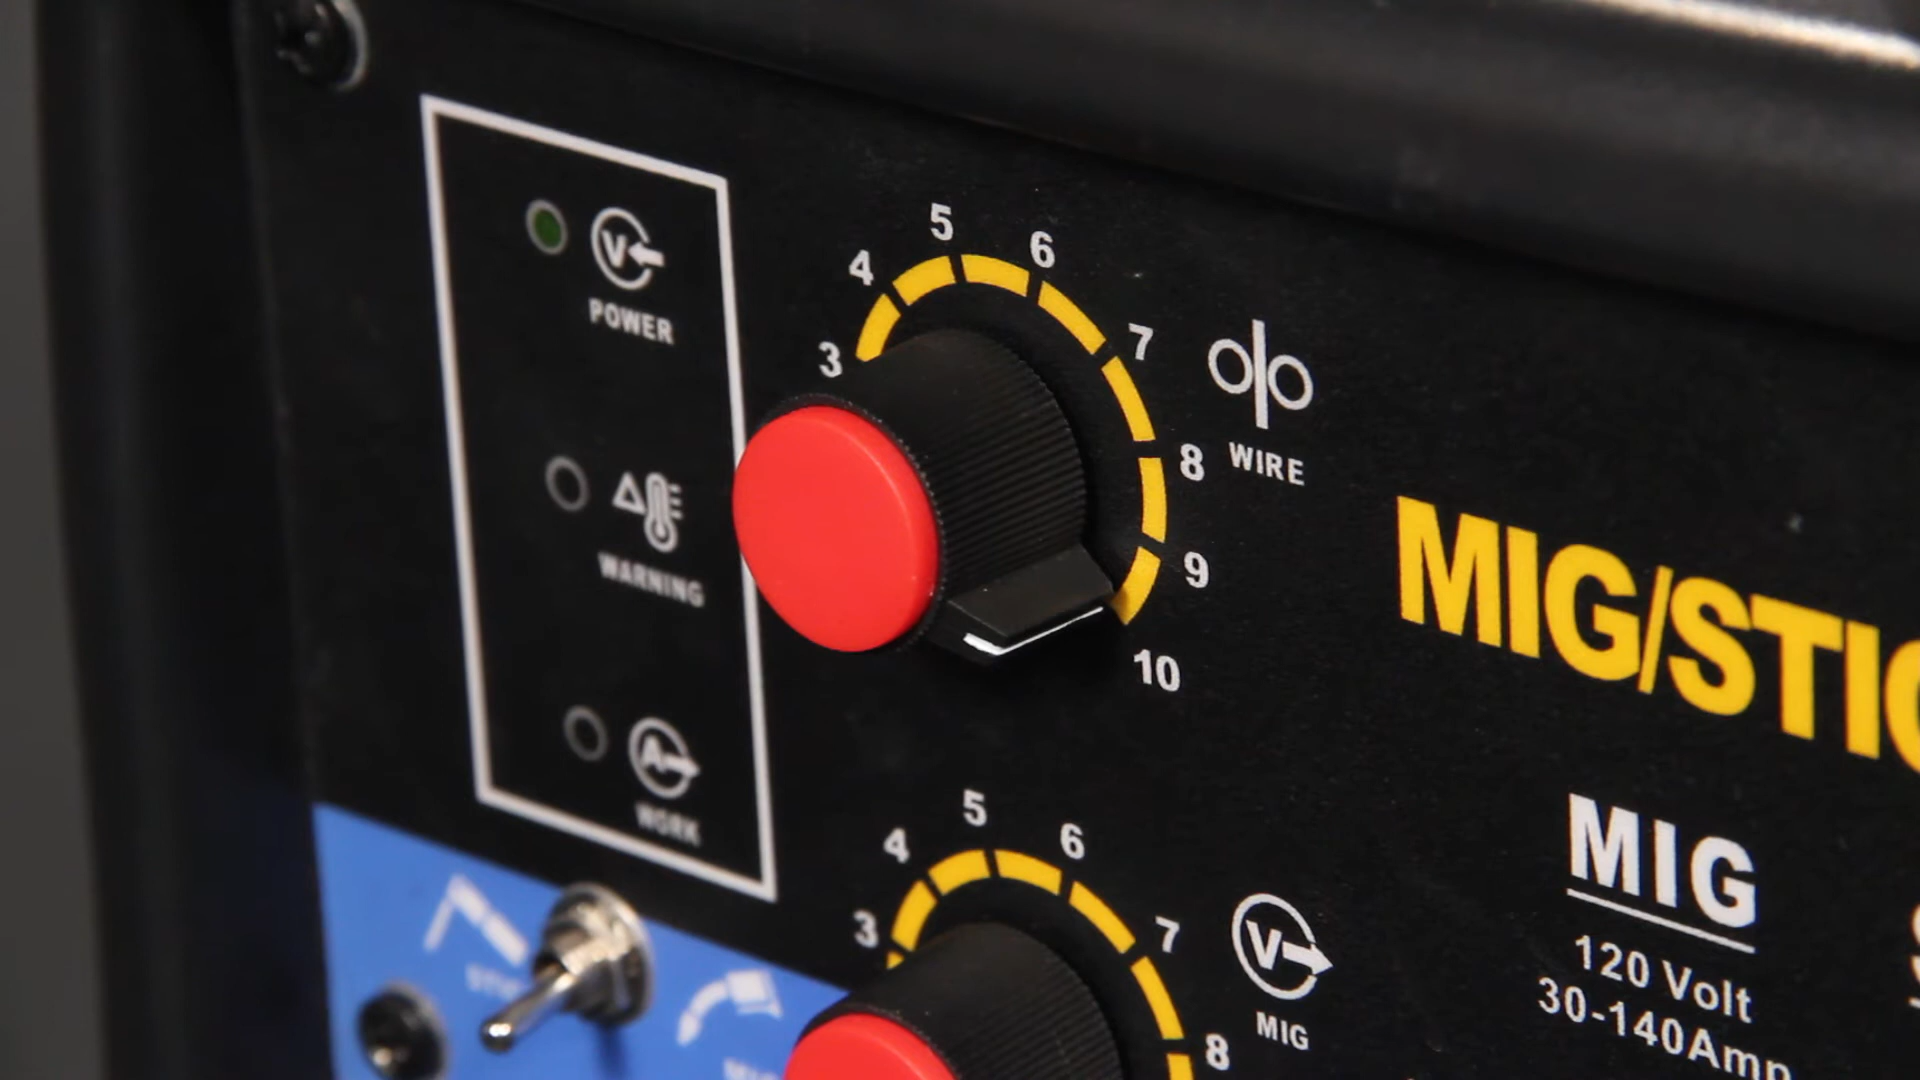 POWER
WARNING
WORK
3
4
5
6
7
8
9
10
WIRE
MIG/STIC
3
4
5
6
7
8
V
MIG
MIG
120 Volt
30-140Amp